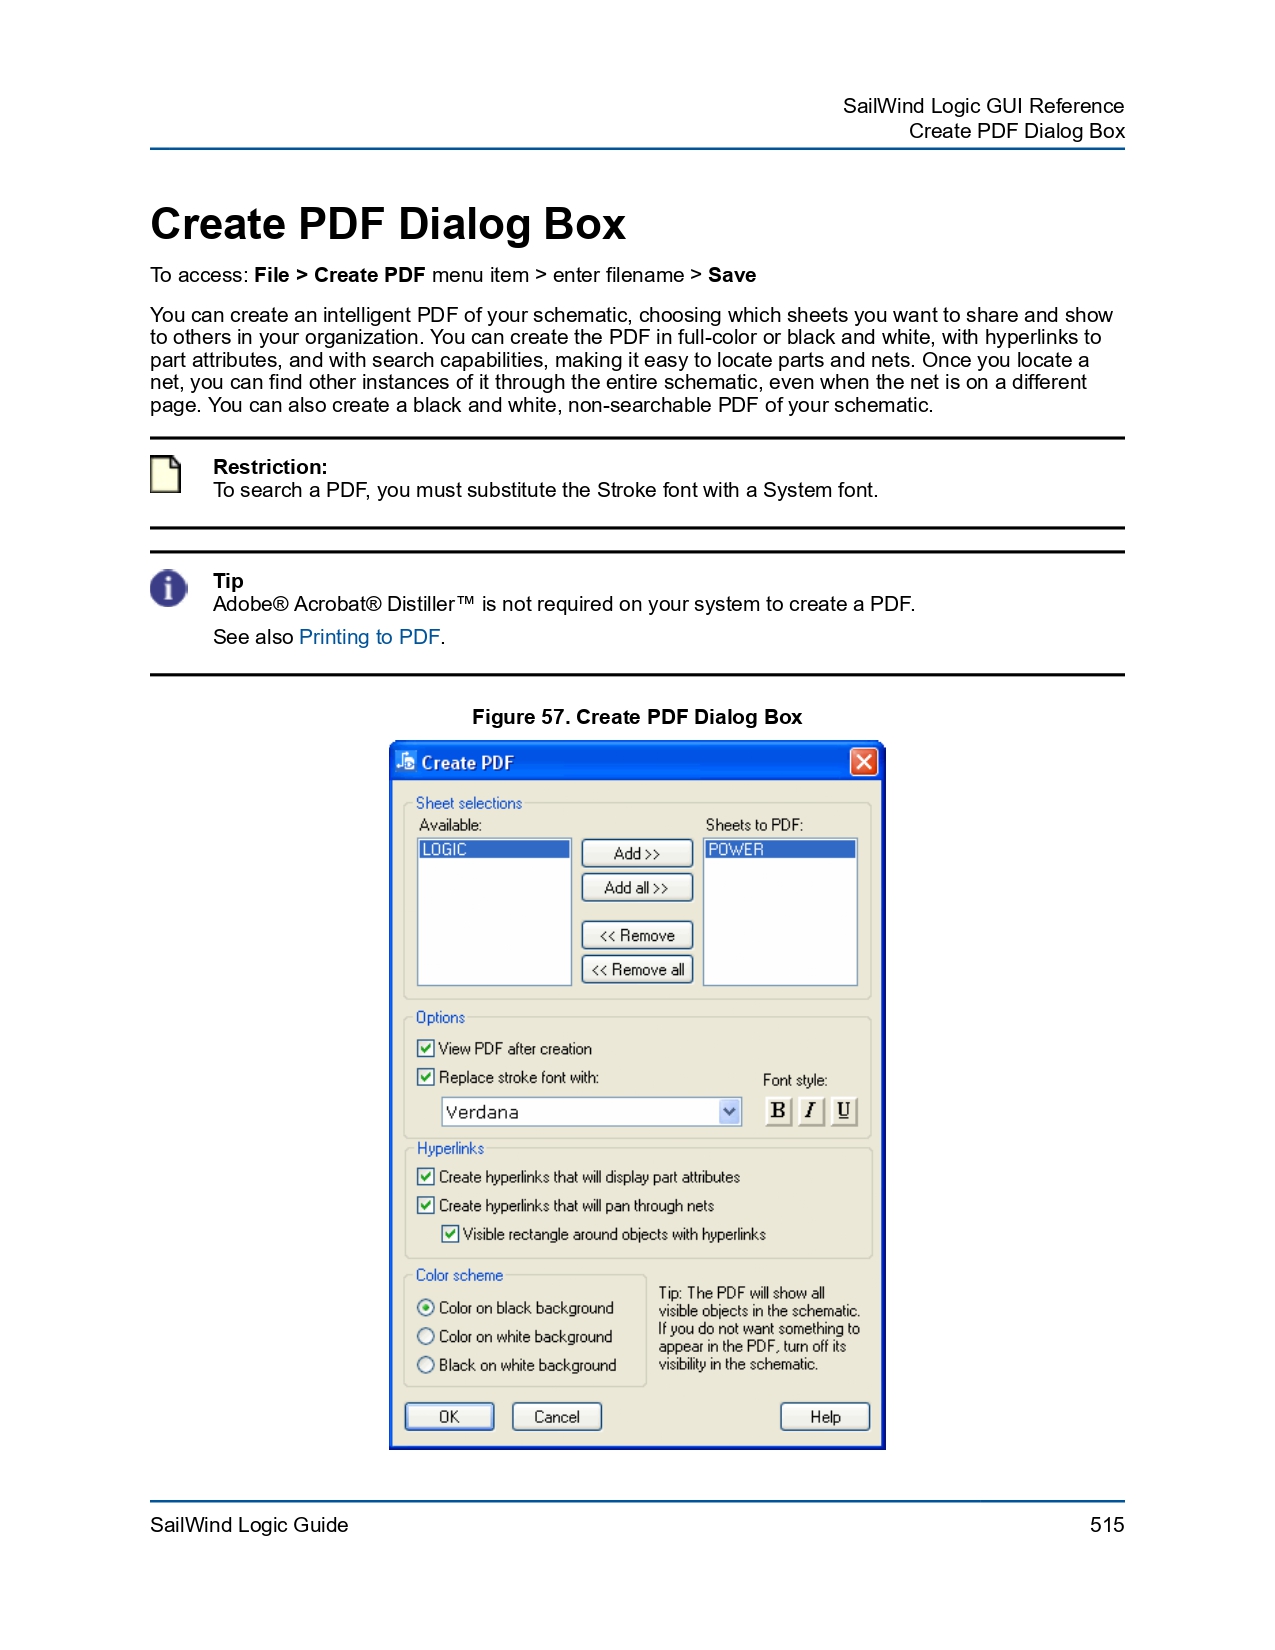 SailWind Logic GUI Reference
Create PDF Dialog Box
Create PDF Dialog Box
To access: File > Create PDF menu item > enter filename > Save
You can create an intelligent PDF of your schematic, choosing which sheets you want to share and show
to others in your organization. You can create the PDF in full-color or black and white, with hyperlinks to
part attributes, and with search capabilities, making it easy to locate parts and nets. Once you locate a
net, you can find other instances of it through the entire schematic, even when the net is on a different
page. You can also create a black and white, non-searchable PDF of your schematic.
Restriction:
To search a PDF, you must substitute the Stroke font with a System font.
Tip
Adobe® Acrobat® Distiller™ is not required on your system to create a PDF.
See also Printing to PDF.
Figure 57. Create PDF Dialog Box
Create PDF
Sheet selections
Available:
Sheets to PDF:
LOGIC
POWER
Add >>
Add all >>
<< Remove
<< Remove all
Options
View PDF after creation
Replace stroke font with:
Font style:
Verdana
B I U
Hyperlinks
Create hyperlinks that will display part attributes
Create hyperlinks that will pan through nets
Visible rectangle around objects with hyperlinks
Color scheme
Color on black background
Color on white background
Black on white background
Tip: The PDF will show all
visible objects in the schematic.
If you do not want something to
appear in the PDF, turn off its
visibility in the schematic.
OK
Cancel
Help
SailWind Logic Guide
515